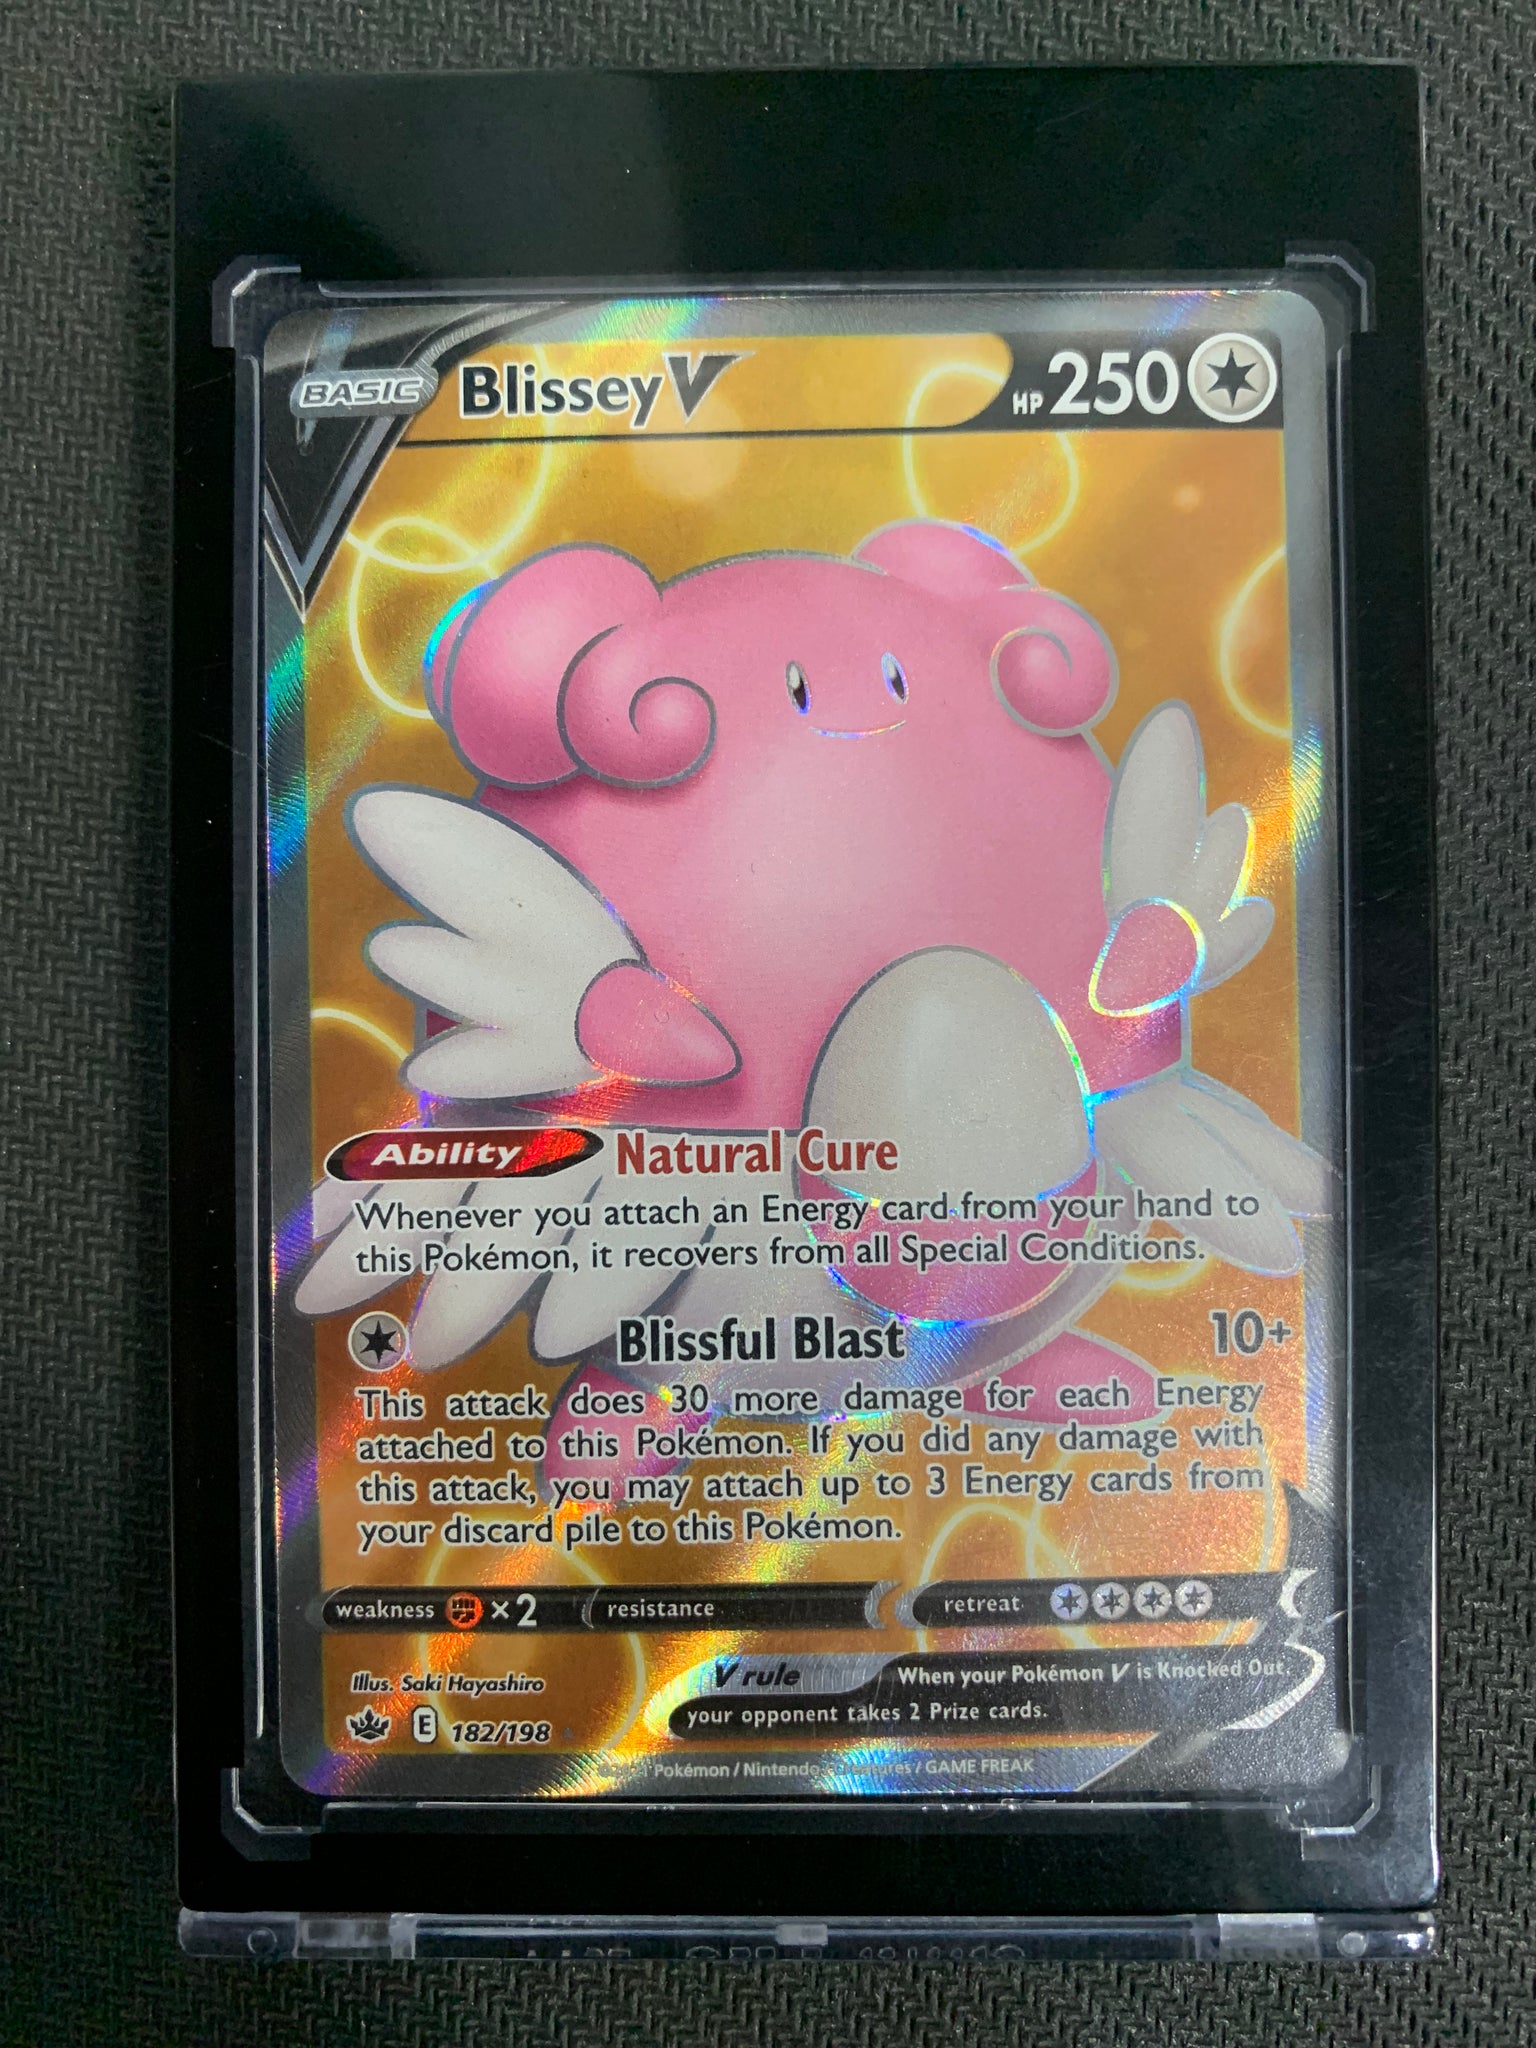 BASIC Blissey V HP 250
Ability Natural Cure
Whenever you attach an Energy card from your hand to
this Pokémon, it recovers from all Special Conditions.
Blissful Blast 10+
This attack does 30 more damage for each Energy
attached to this Pokémon. If you did any damage with
this attack, you may attach up to 3 Energy cards from
your discard pile to this Pokémon.
weakness ×2 resistance retreat
Illus. Saki Hayashiro
V rule When your Pokémon V is Knocked Out,
your opponent takes 2 Prize cards.
E 182/198
©2021 Pokémon / Nintendo / Creatures / GAME FREAK